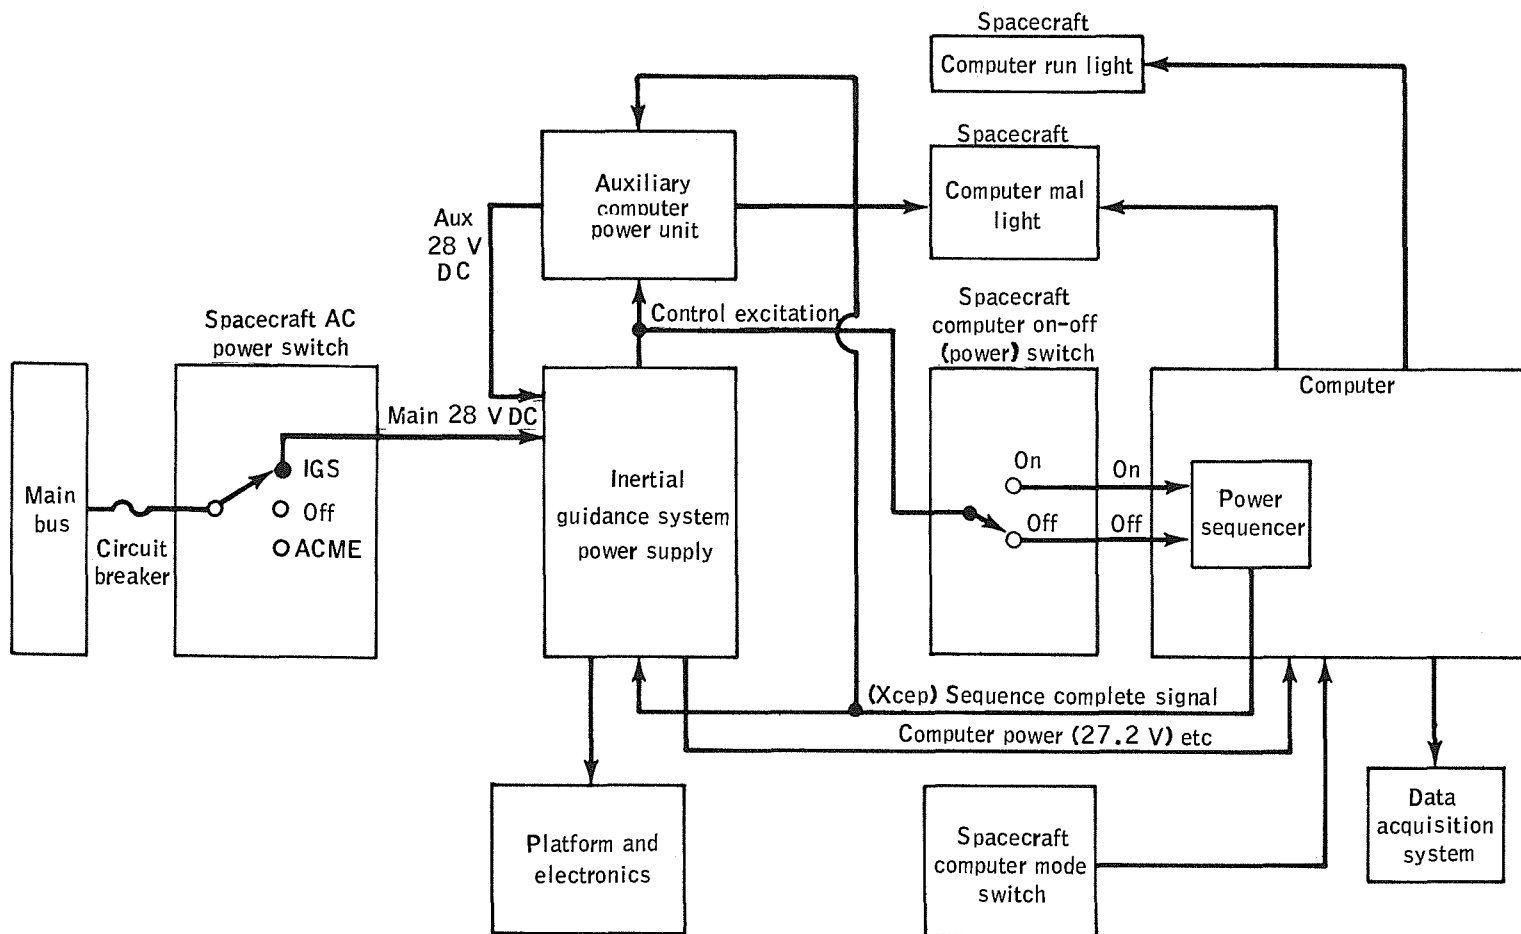 Spacecraft
Computer run light
Spacecraft
Computer mal
light
Auxiliary
computer
power unit
Aux
28 V
DC
Control excitation
Spacecraft
computer on-off
(power) switch
Spacecraft AC
power switch
Main
bus
Circuit
breaker
IGS
Off
ACME
Main 28 V DC
Inertial
guidance system
power supply
On
Off
On
Off
Computer
Power
sequencer
(Xcep) Sequence complete signal
Computer power (27.2 V) etc
Platform and
electronics
Spacecraft
computer mode
switch
Data
acquisition
system